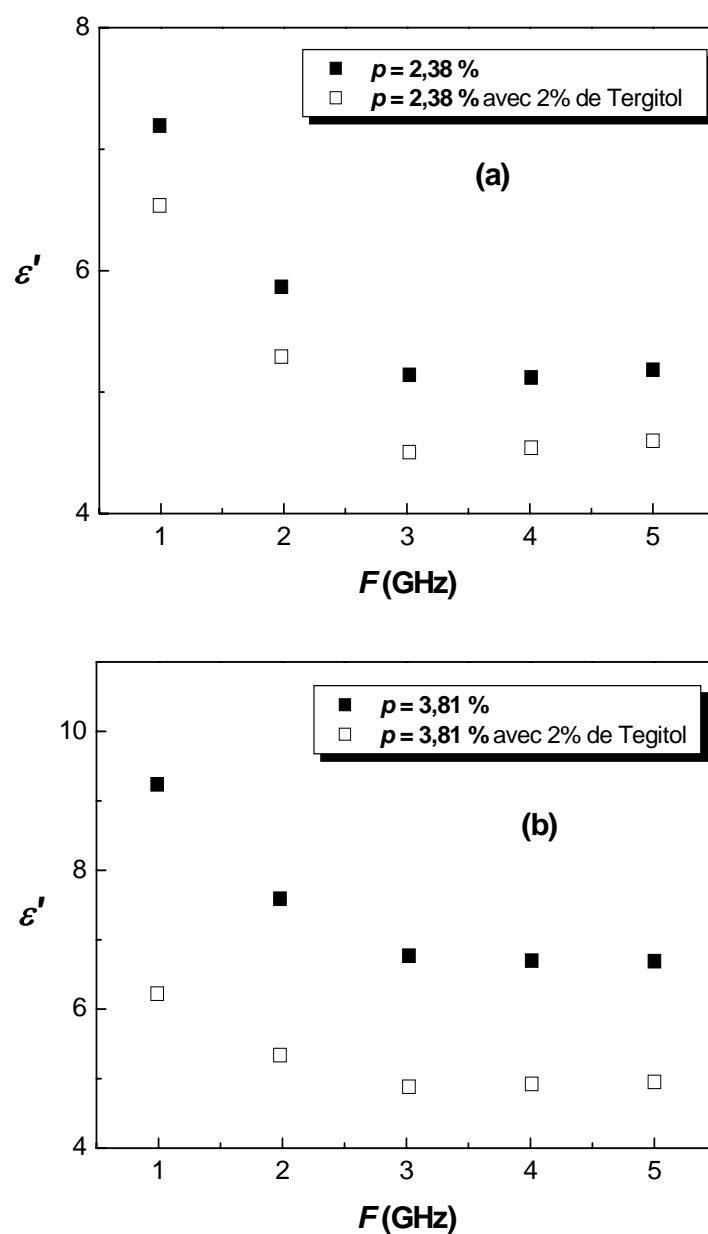 8
p = 2,38 %
p = 2,38 % avec 2% de Tergitol
(a)
ε'
6
4
1 2 3 4 5
F (GHz)
10
p = 3,81 %
p = 3,81 % avec 2% de Tegitol
(b)
8
ε'
6
4
1 2 3 4 5
F (GHz)